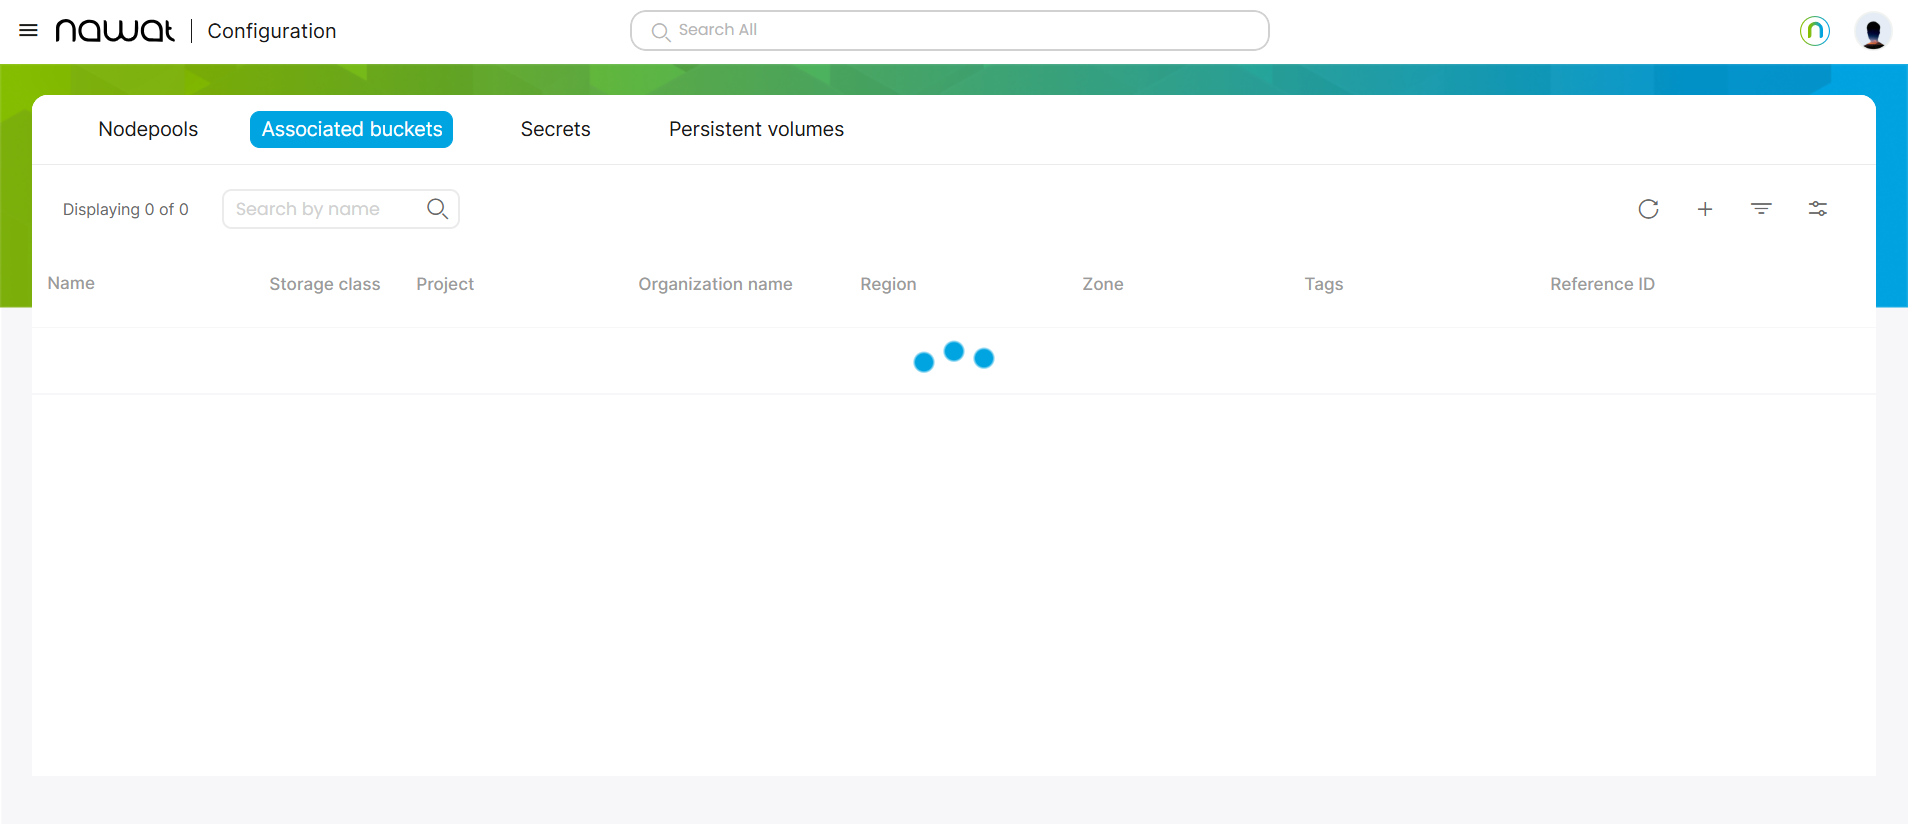 nawat
Configuration
Search All
n
Nodepools
Associated buckets
Secrets
Persistent volumes
Displaying 0 of 0
Search by name
Name
Storage class
Project
Organization name
Region
Zone
Tags
Reference ID